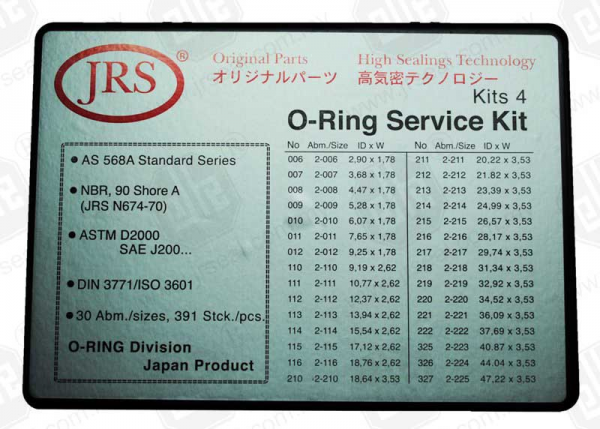 JRS®
Original Parts High Sealings Technology
オリジナルパーツ 高気密テクノロジー
Kits 4
O-Ring Service Kit
• AS 568A Standard Series
• NBR, 90 Shore A
(JRS N674-70)
• ASTM D2000
SAE J200...
• DIN 3771/ISO 3601
• 30 Abm./sizes, 391 Stck./pcs.
O-RING Division
Japan Product
No Abm./Size ID x W No Abm./Size ID x W
006 2-006 2,90 x 1,78 211 2-211 20,22 x 3,53
007 2-007 3,68 x 1,78 212 2-212 21.82 x 3,53
008 2-008 4,47 x 1,78 213 2-213 23,39 x 3,53
009 2-009 5,28 x 1,78 214 2-214 24,99 x 3,53
010 2-010 6,07 x 1,78 215 2-215 26,57 x 3,53
011 2-011 7,65 x 1,78 216 2-216 28,17 x 3,53
012 2-012 9,25 x 1,78 217 2-217 29,74 x 3,53
110 2-110 9,19 x 2,62 218 2-218 31,34 x 3,53
111 2-111 10,77 x 2,62 219 2-219 32,92 x 3,53
112 2-112 12,37 x 2,62 220 2-220 34,52 x 3,53
113 2-113 13,94 x 2,62 221 2-221 36,09 x 3,53
114 2-114 15,54 x 2,62 222 2-222 37,69 x 3,53
115 2-115 17,12 x 2,62 325 2-223 40.87 x 3,53
116 2-116 18,76 x 2,62 326 2-224 44.04 x 3,53
210 -2-210 18,64 x 3,53 327 2-225 47,22 x 3,53